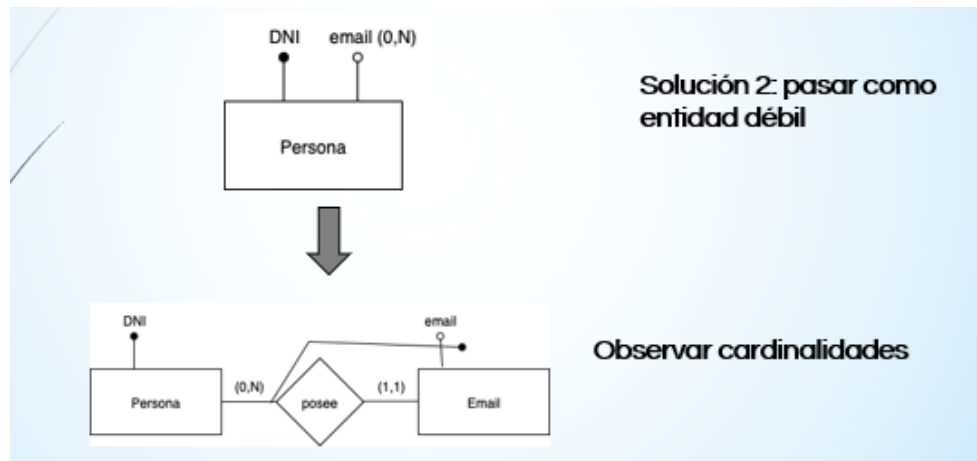 DNI email (0,N)
Solución 2: pasar como
entidad débil
Persona
DNI
email
Observar cardinalidades
(0,N)
(1,1)
Persona
posee
Email